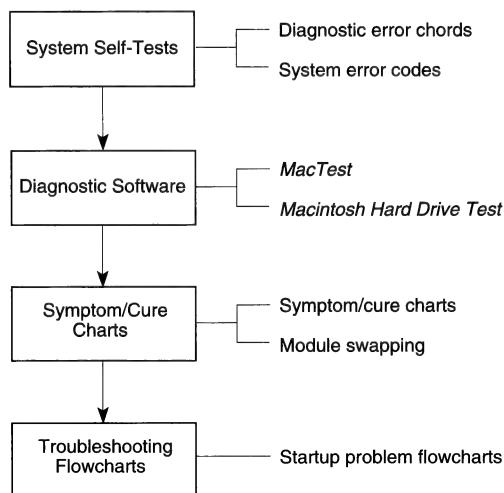 System Self-Tests
Diagnostic error chords
System error codes
Diagnostic Software
MacTest
Macintosh Hard Drive Test
Symptom/Cure
Charts
Symptom/cure charts
Module swapping
Troubleshooting
Flowcharts
Startup problem flowcharts